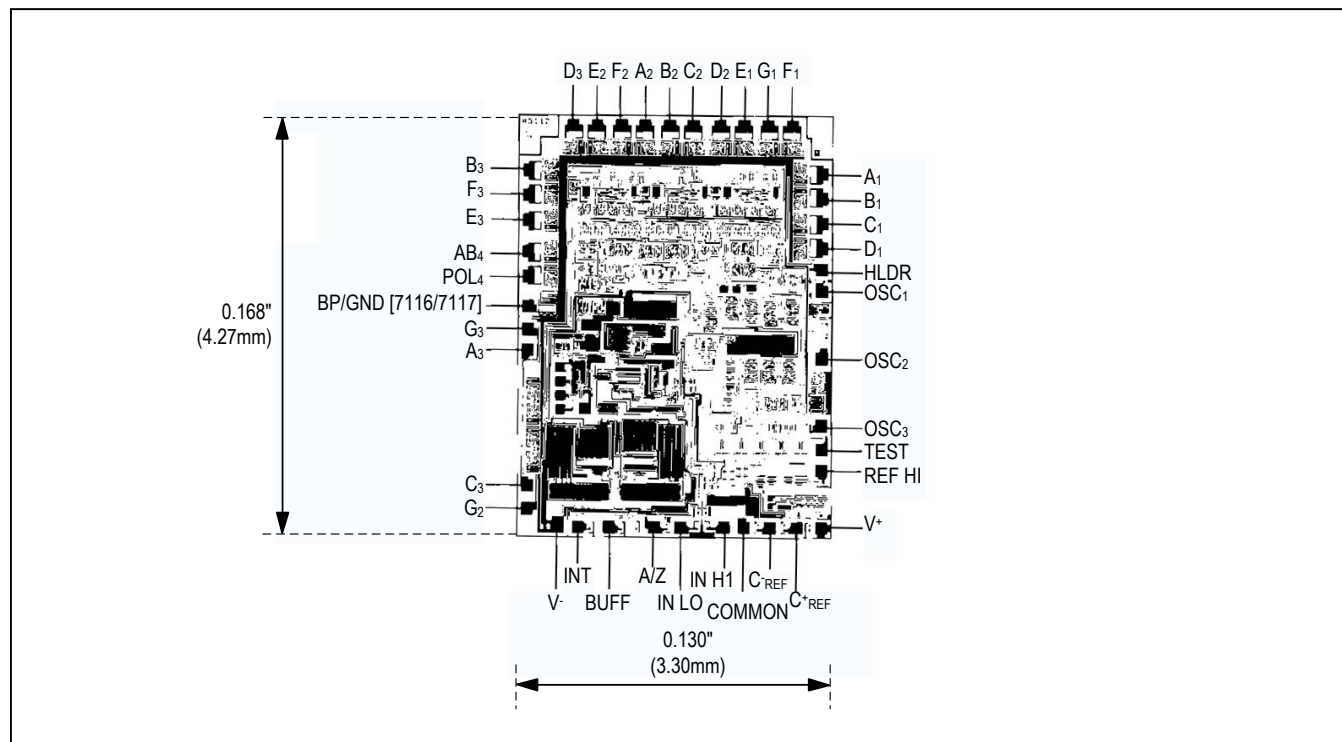 D3 E2 F2 A2 B2 C2 D2 E1 G1 F1
B3
F3
E3
AB4
POL4
BP/GND [7116/7117]
G3
A3
C3
G2
0.168"
(4.27mm)
A1
B1
C1
D1
HLDR
OSC1
OSC2
OSC3
TEST
REF HI
V+
V-
INT
BUFF
A/Z
IN LO
IN H1
COMMON
C-REF
C+REF
0.130"
(3.30mm)